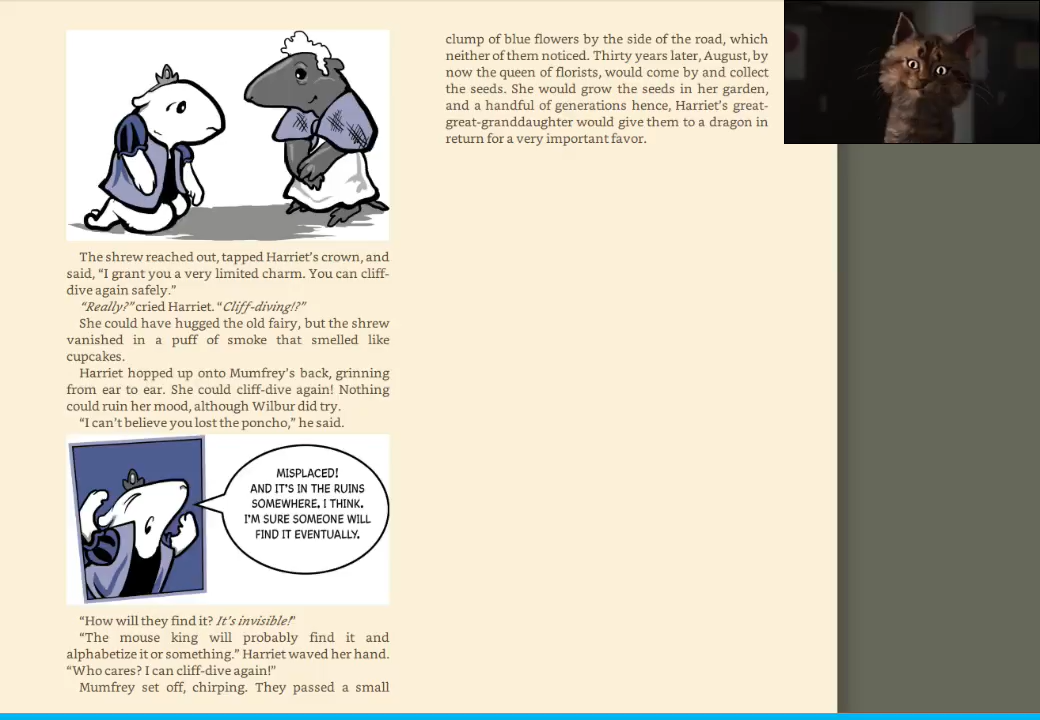 The shrew reached out, tapped Harriet's crown, and
said, “I grant you a very limited charm. You can cliff-
dive again safely.”
“Really?” cried Harriet. “Cliff-diving!?”
She could have hugged the old fairy, but the shrew
vanished in a puff of smoke that smelled like
cupcakes.
Harriet hopped up onto Mumfrey's back, grinning
from ear to ear. She could cliff-dive again! Nothing
could ruin her mood, although Wilbur did try.
“I can't believe you lost the poncho,” he said.
MISPLACED!
AND IT'S IN THE RUINS
SOMEWHERE. I THINK.
I'M SURE SOMEONE WILL
FIND IT EVENTUALLY.
“How will they find it? It's invisible!”
“The mouse king will probably find it and
alphabetize it or something.” Harriet waved her hand.
“Who cares? I can cliff-dive again!”
Mumfrey set off, chirping. They passed a small
clump of blue flowers by the side of the road, which
neither of them noticed. Thirty years later, August, by
now the queen of florists, would come by and collect
the seeds. She would grow the seeds in her garden,
and a handful of generations hence, Harriet's great-
great-granddaughter would give them to a dragon in
return for a very important favor.